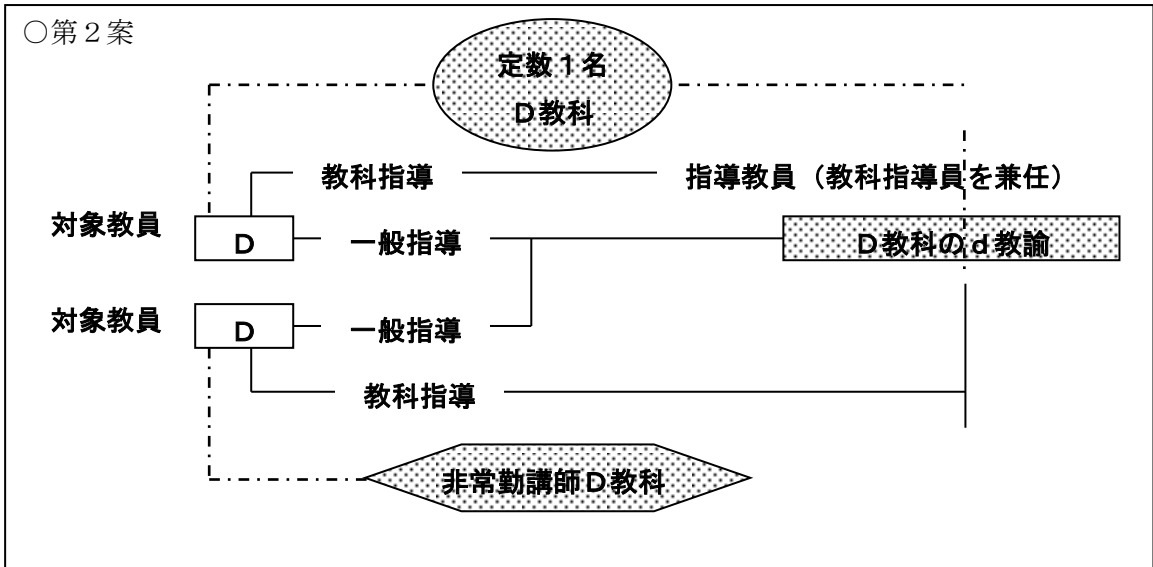 ○第２案
定数１名
Ｄ教科
教科指導 指導教員（教科指導員を兼任）
対象教員 Ｄ 一般指導 Ｄ教科のｄ教諭
対象教員 Ｄ 一般指導
教科指導
非常勤講師Ｄ教科